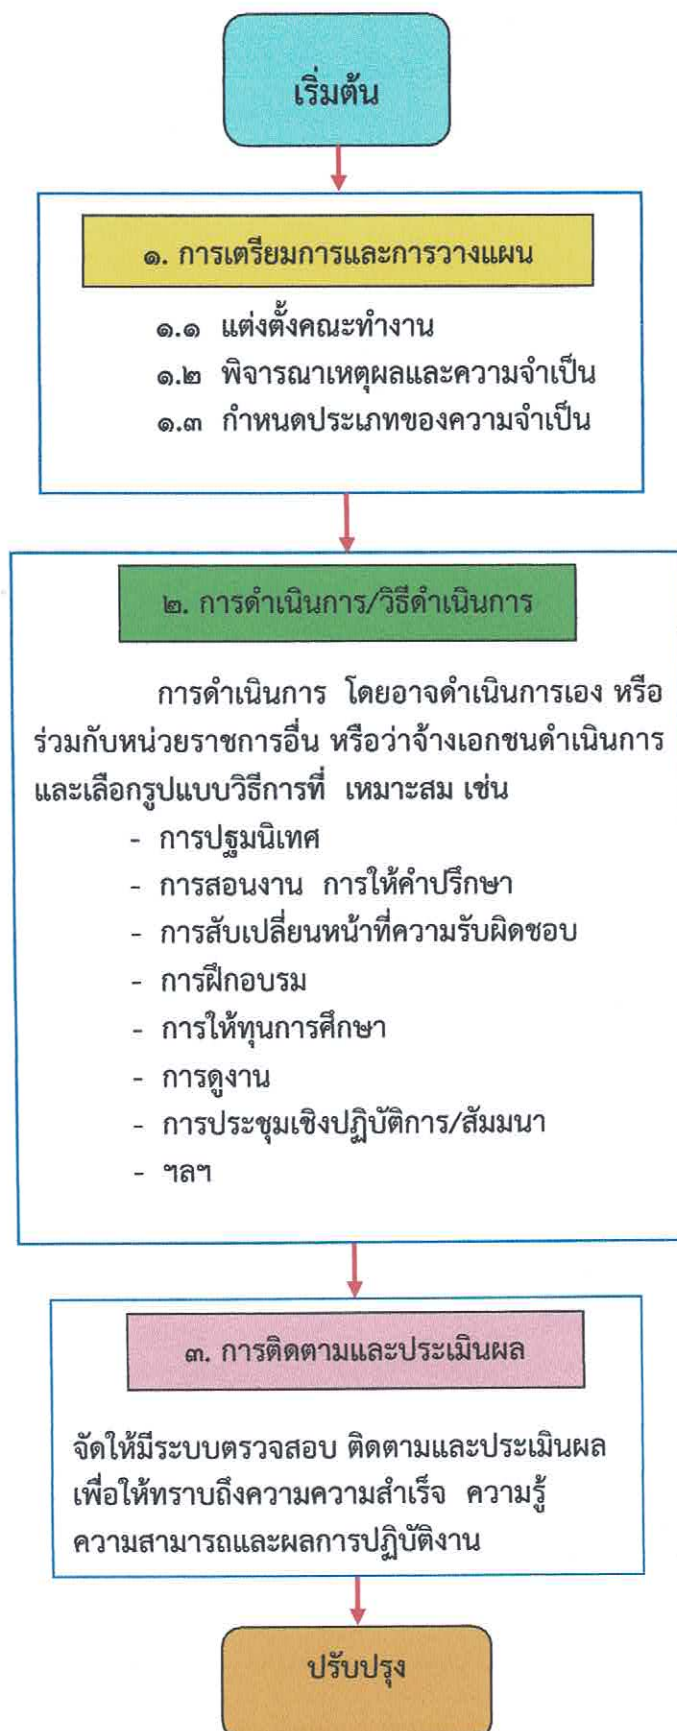 เริ่มต้น
๑. การเตรียมการและการวางแผน
๑.๑ แต่งตั้งคณะทำงาน
๑.๒ พิจารณาเหตุผลและความจำเป็น
๑.๓ กำหนดประเภทของความจำเป็น
๒. การดำเนินการ/วิธีดำเนินการ
การดำเนินการ โดยอาจดำเนินการเอง หรือ
ร่วมกับหน่วยราชการอื่น หรือว่าจ้างเอกชนดำเนินการ
และเลือกรูปแบบวิธีการที่ เหมาะสม เช่น
- การปฐมนิเทศ
- การสอนงาน การให้คำปรึกษา
- การสับเปลี่ยนหน้าที่ความรับผิดชอบ
- การฝึกอบรม
- การให้ทุนการศึกษา
- การดูงาน
- การประชุมเชิงปฏิบัติการ/สัมมนา
- ฯลฯ
๓. การติดตามและประเมินผล
จัดให้มีระบบตรวจสอบ ติดตามและประเมินผล
เพื่อให้ทราบถึงความความสำเร็จ ความรู้
ความสามารถและผลการปฏิบัติงาน
ปรับปรุง